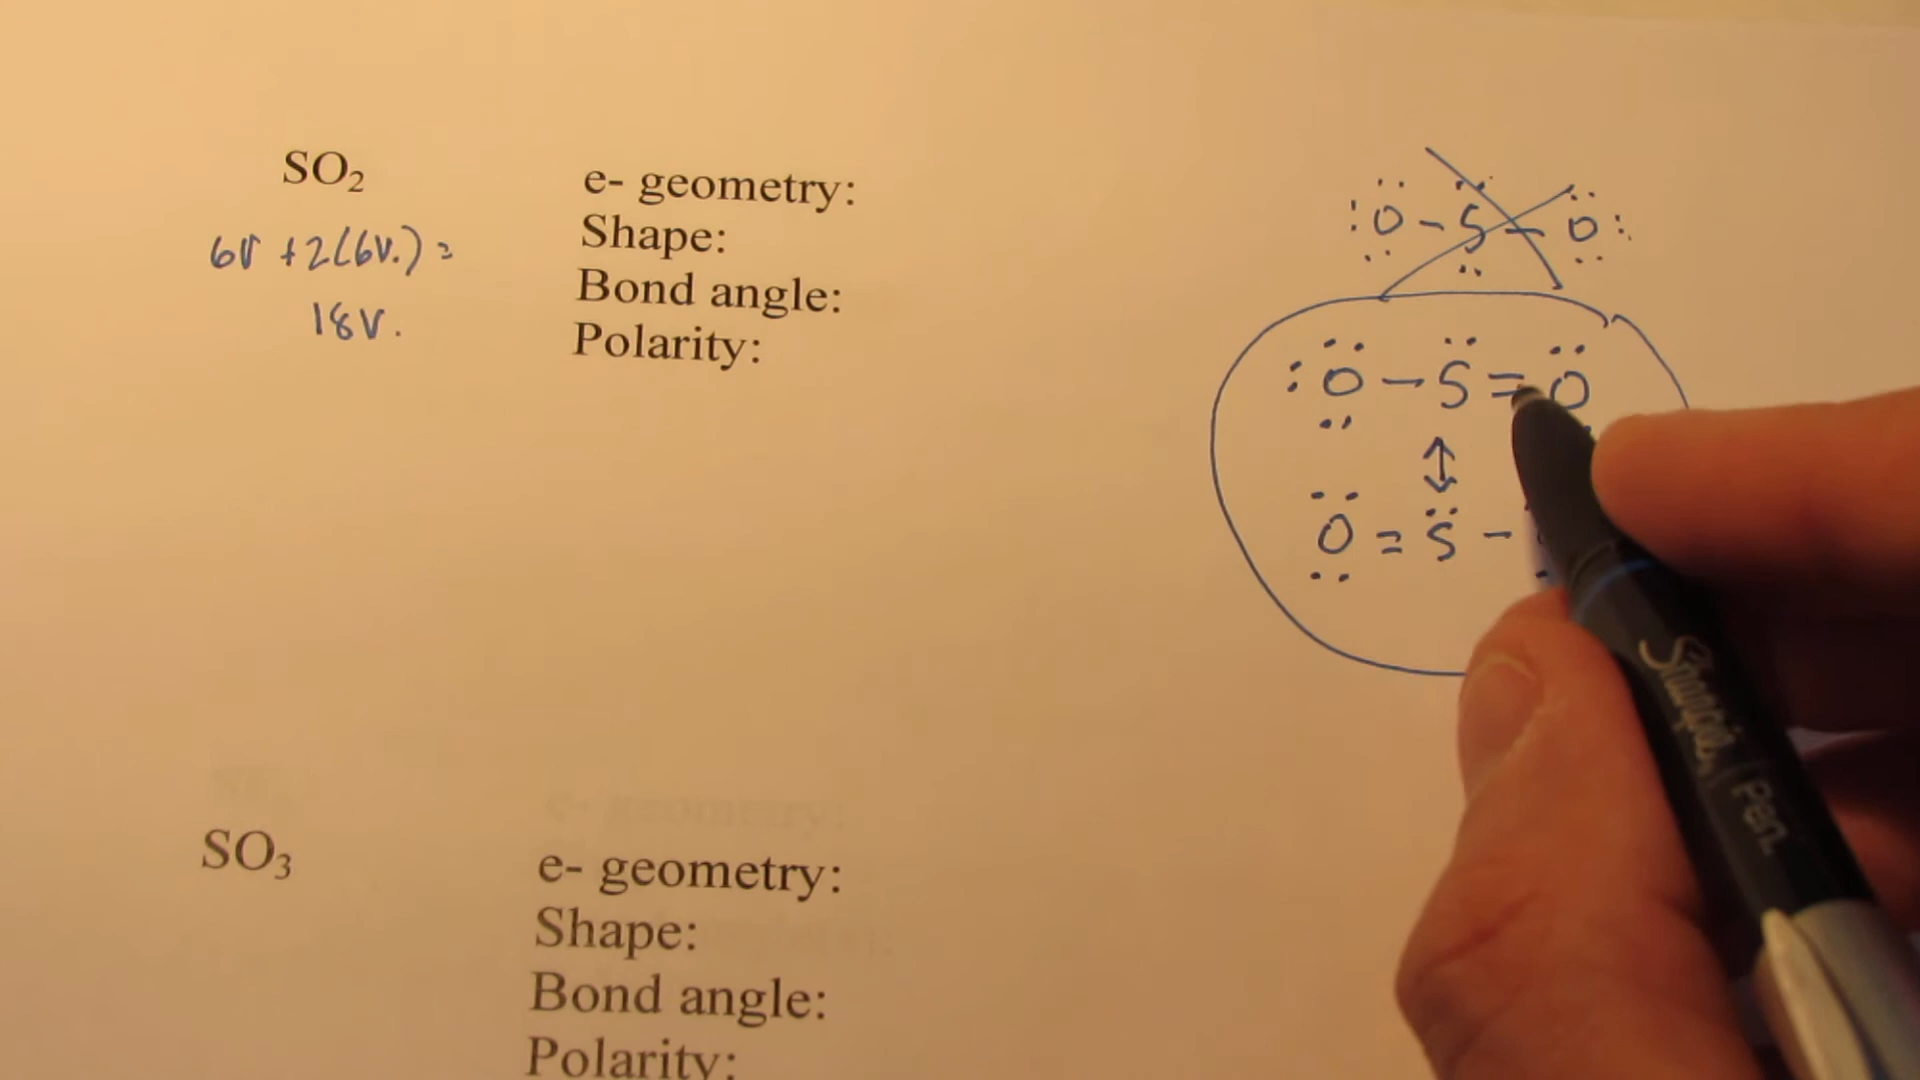 SO₂
6V + 2(6V.) =
18V.
e- geometry:
Shape:
Bond angle:
Polarity:
:O - S - O:
:O - S = O
↕
O = S -
SO₃
e- geometry:
Shape:
Bond angle:
Polarity:
Sharpie Pen